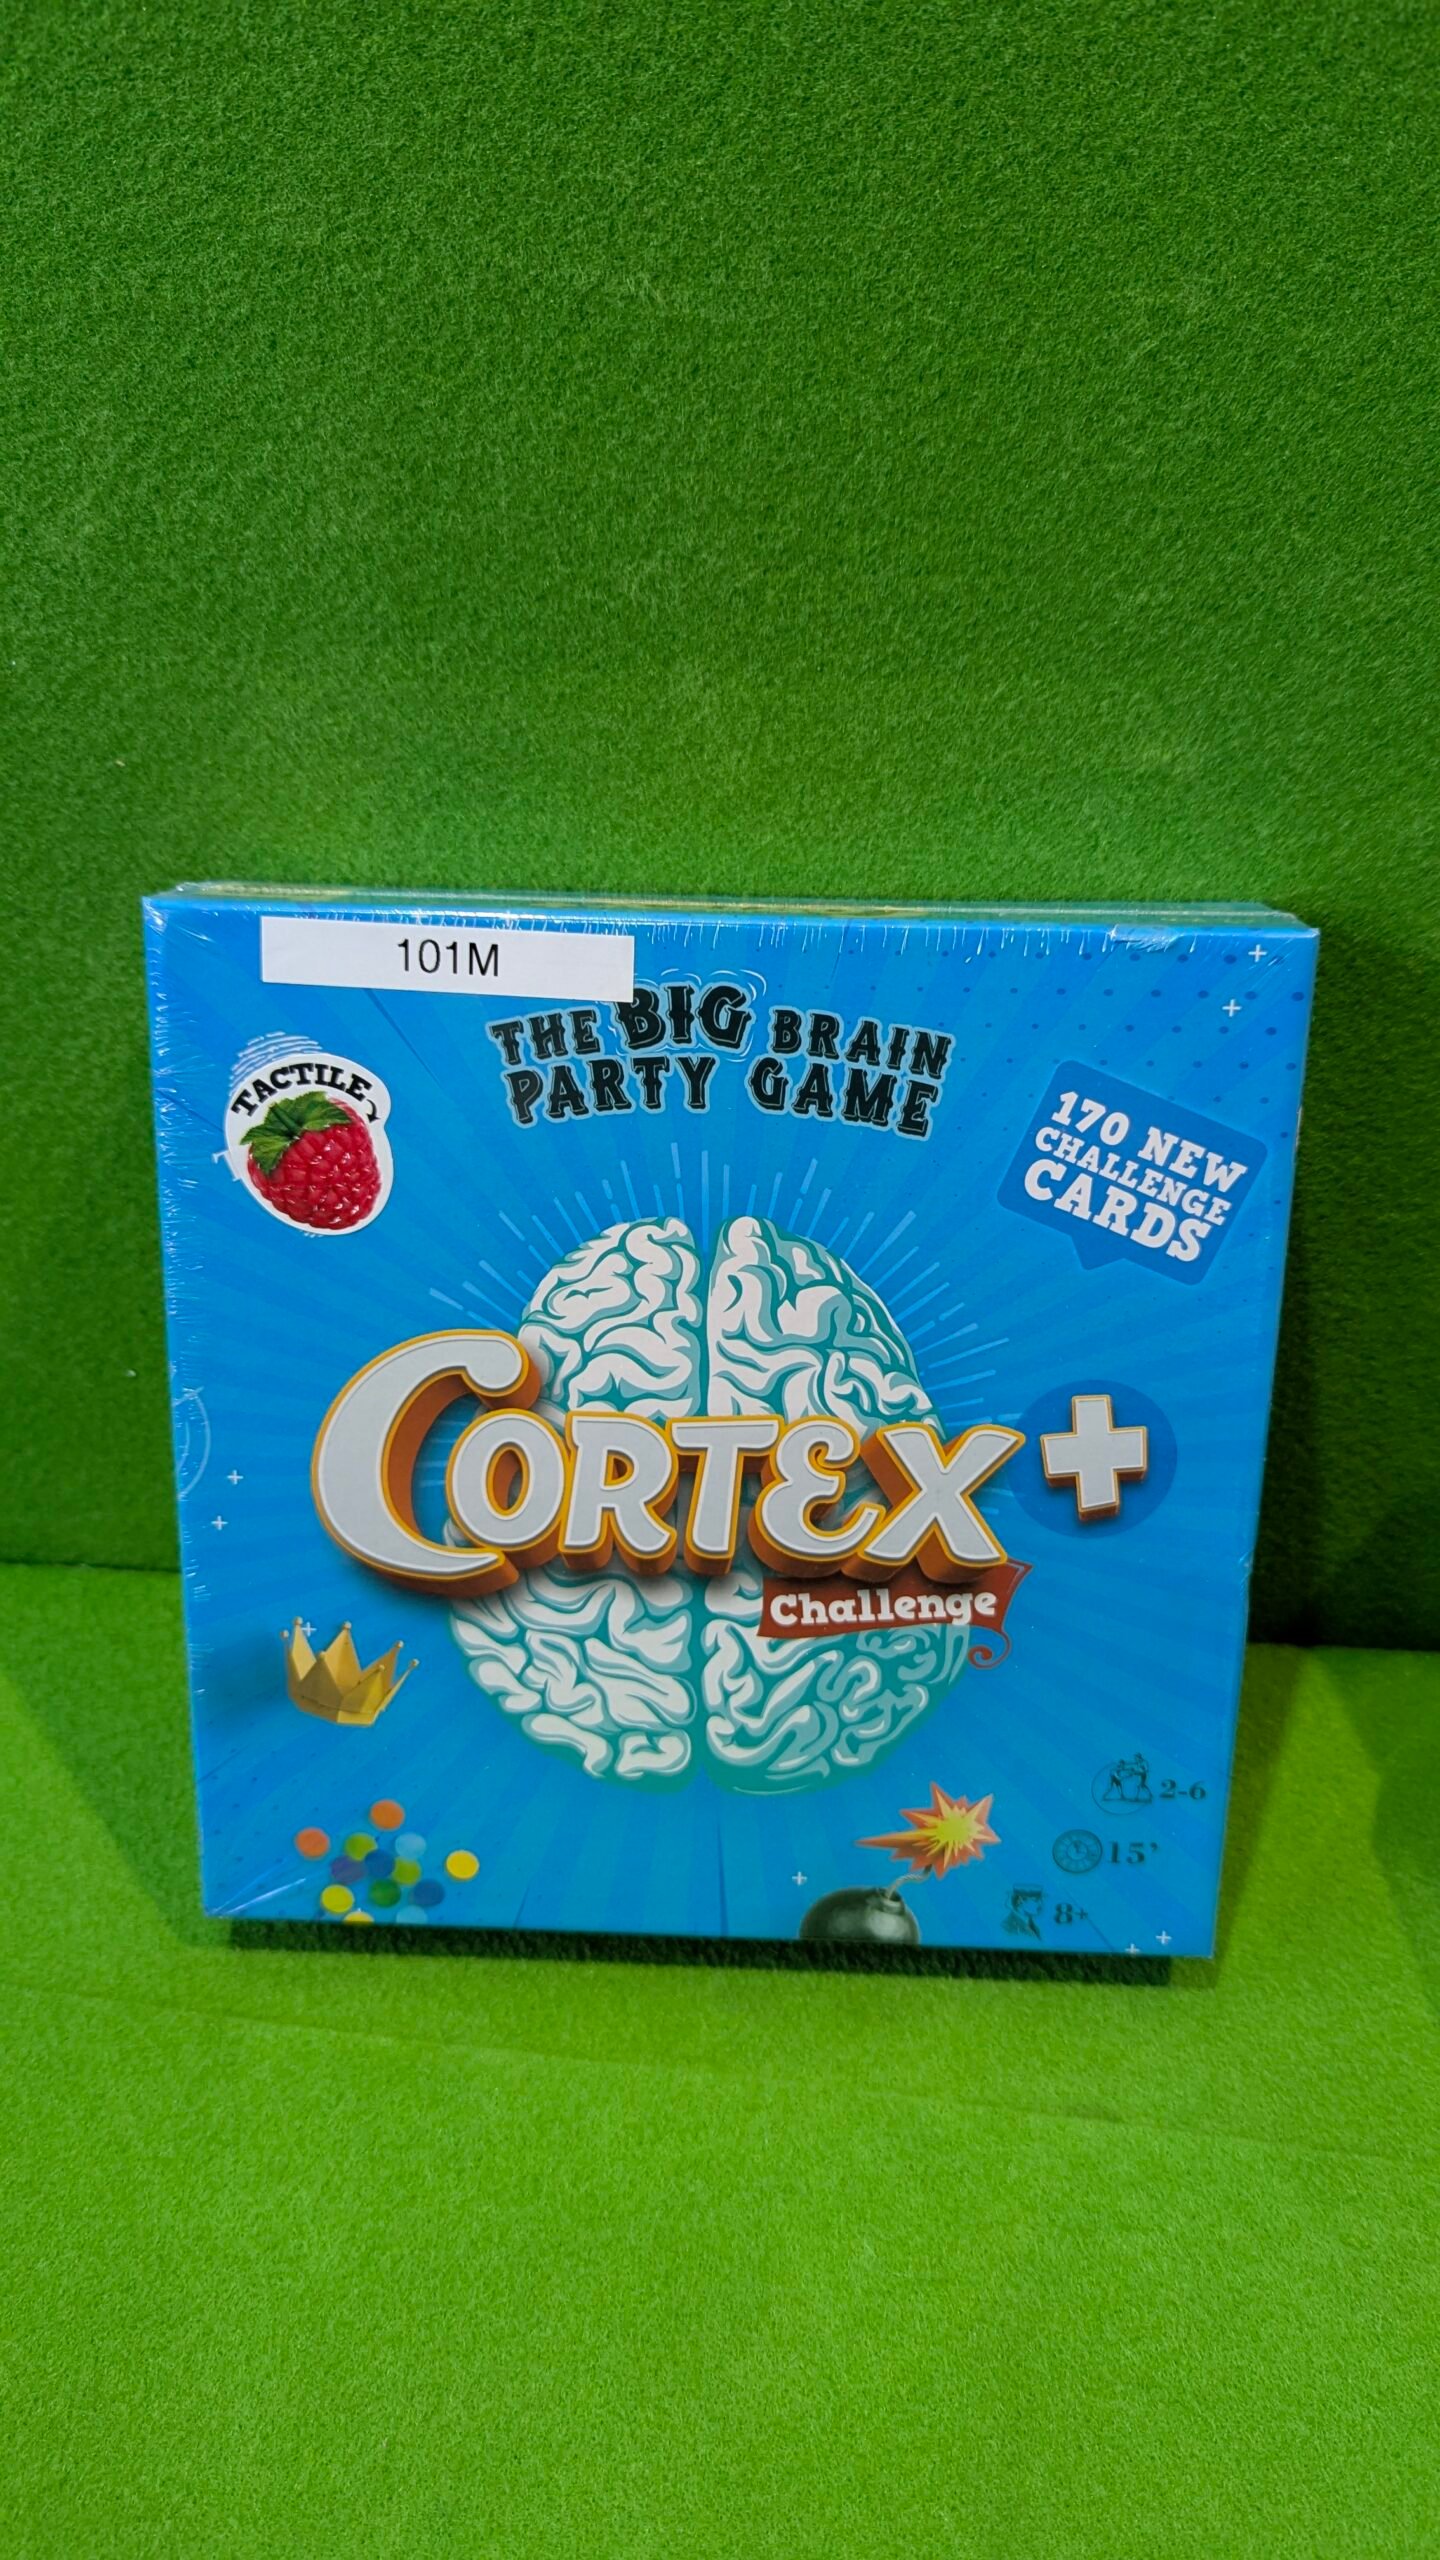 101M
THE BIG BRAIN
PARTY GAME
TACTILE
170 NEW
CHALLENGE
CARDS
CORTEX+
Challenge
2-6
15'
8+